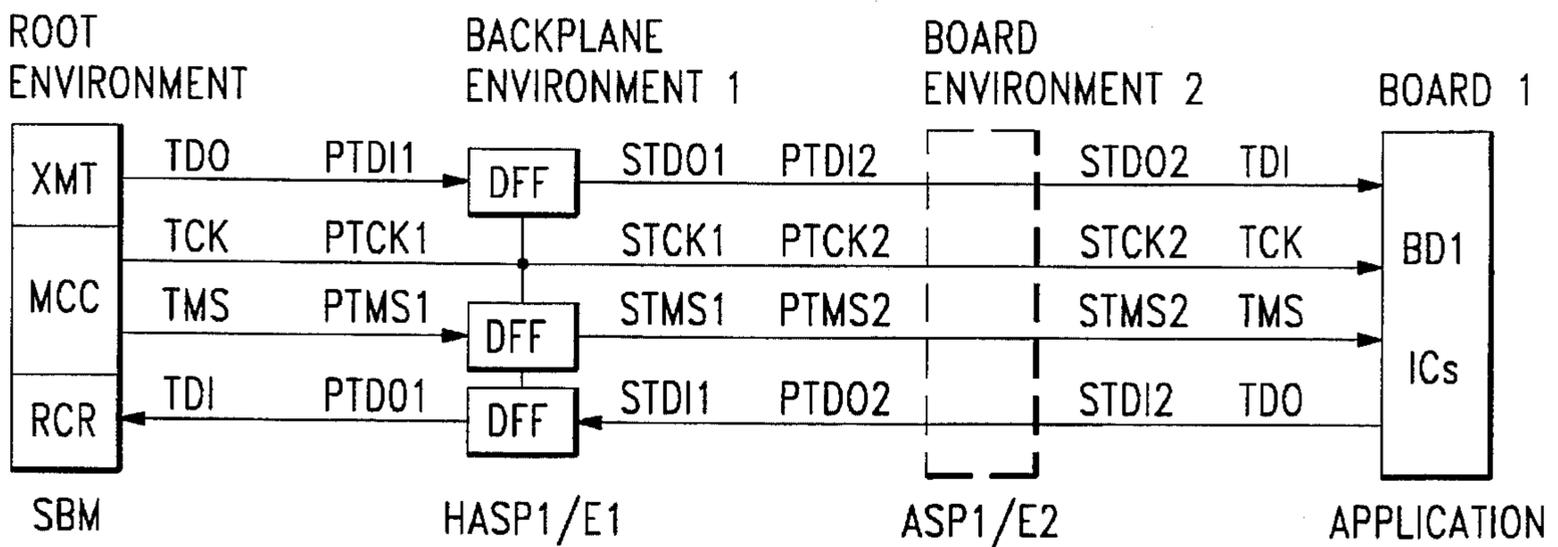 ROOT
ENVIRONMENT
BACKPLANE
ENVIRONMENT 1
BOARD
ENVIRONMENT 2
BOARD 1
XMT
TDO PTDI1
DFF
STDO1 PTDI2
STDO2 TDI
TCK PTCK1
STCK1 PTCK2
STCK2 TCK
BD1
MCC
TMS PTMS1
DFF
STMS1 PTMS2
STMS2 TMS
ICs
RCR
TDI PTDO1
DFF
STDI1 PTDO2
STDI2 TDO
SBM
HASP1/E1
ASP1/E2
APPLICATION